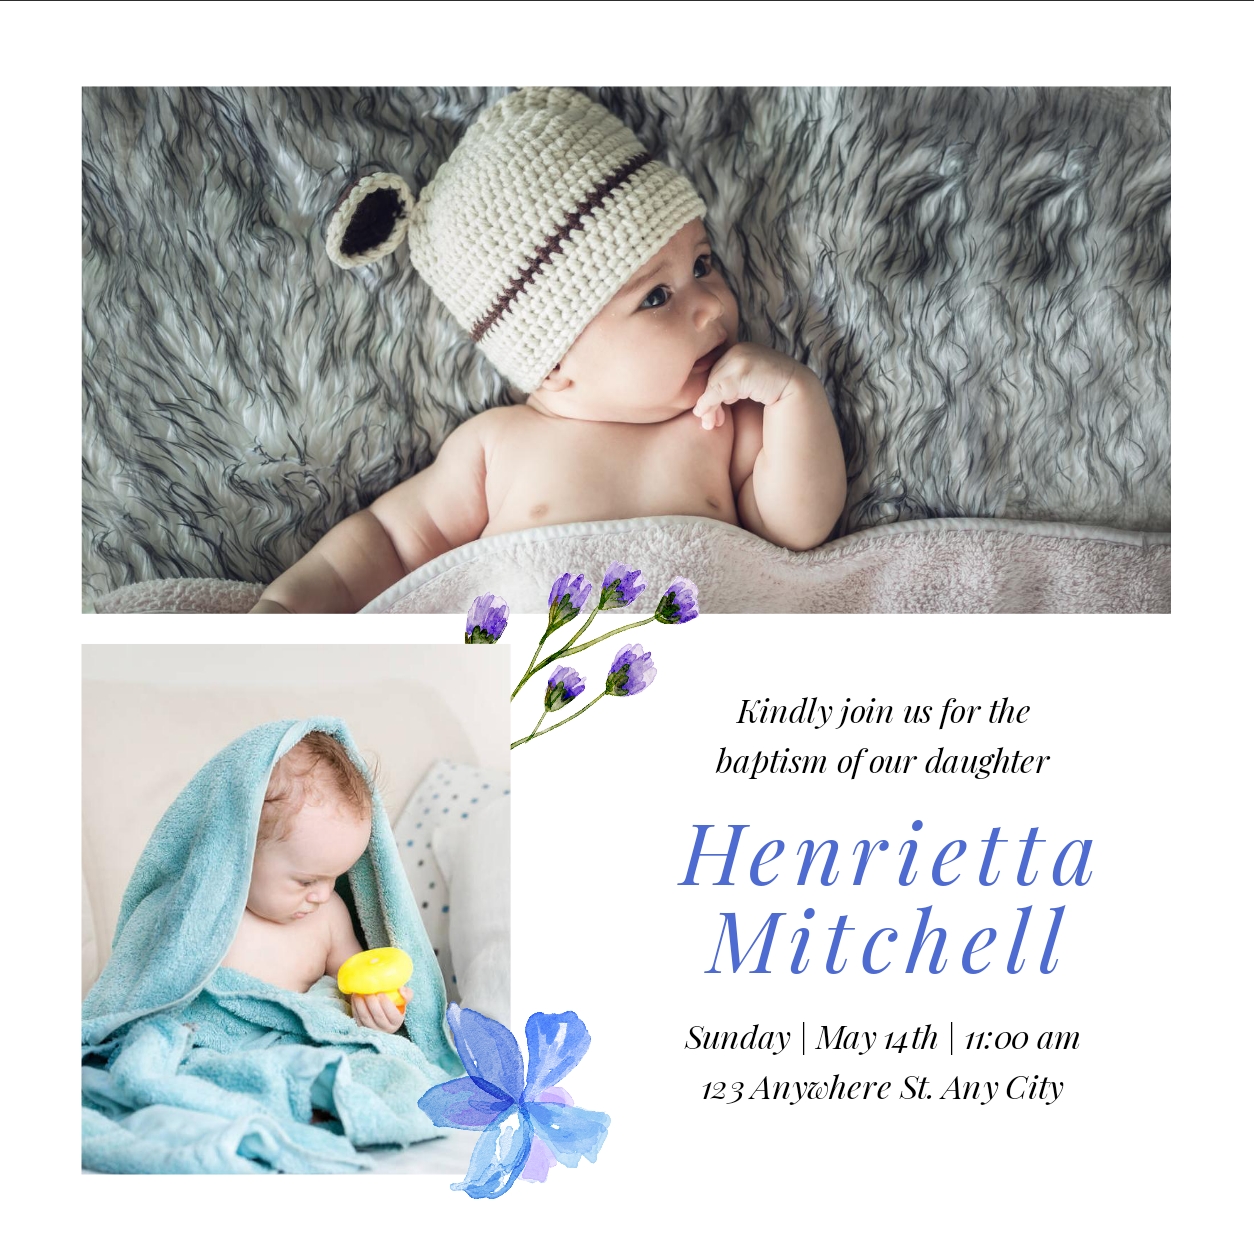 Kindly join us for the
baptism of our daughter
Henrietta
Mitchell
Sunday | May 14th | 11:00 am
123 Anywhere St. Any City